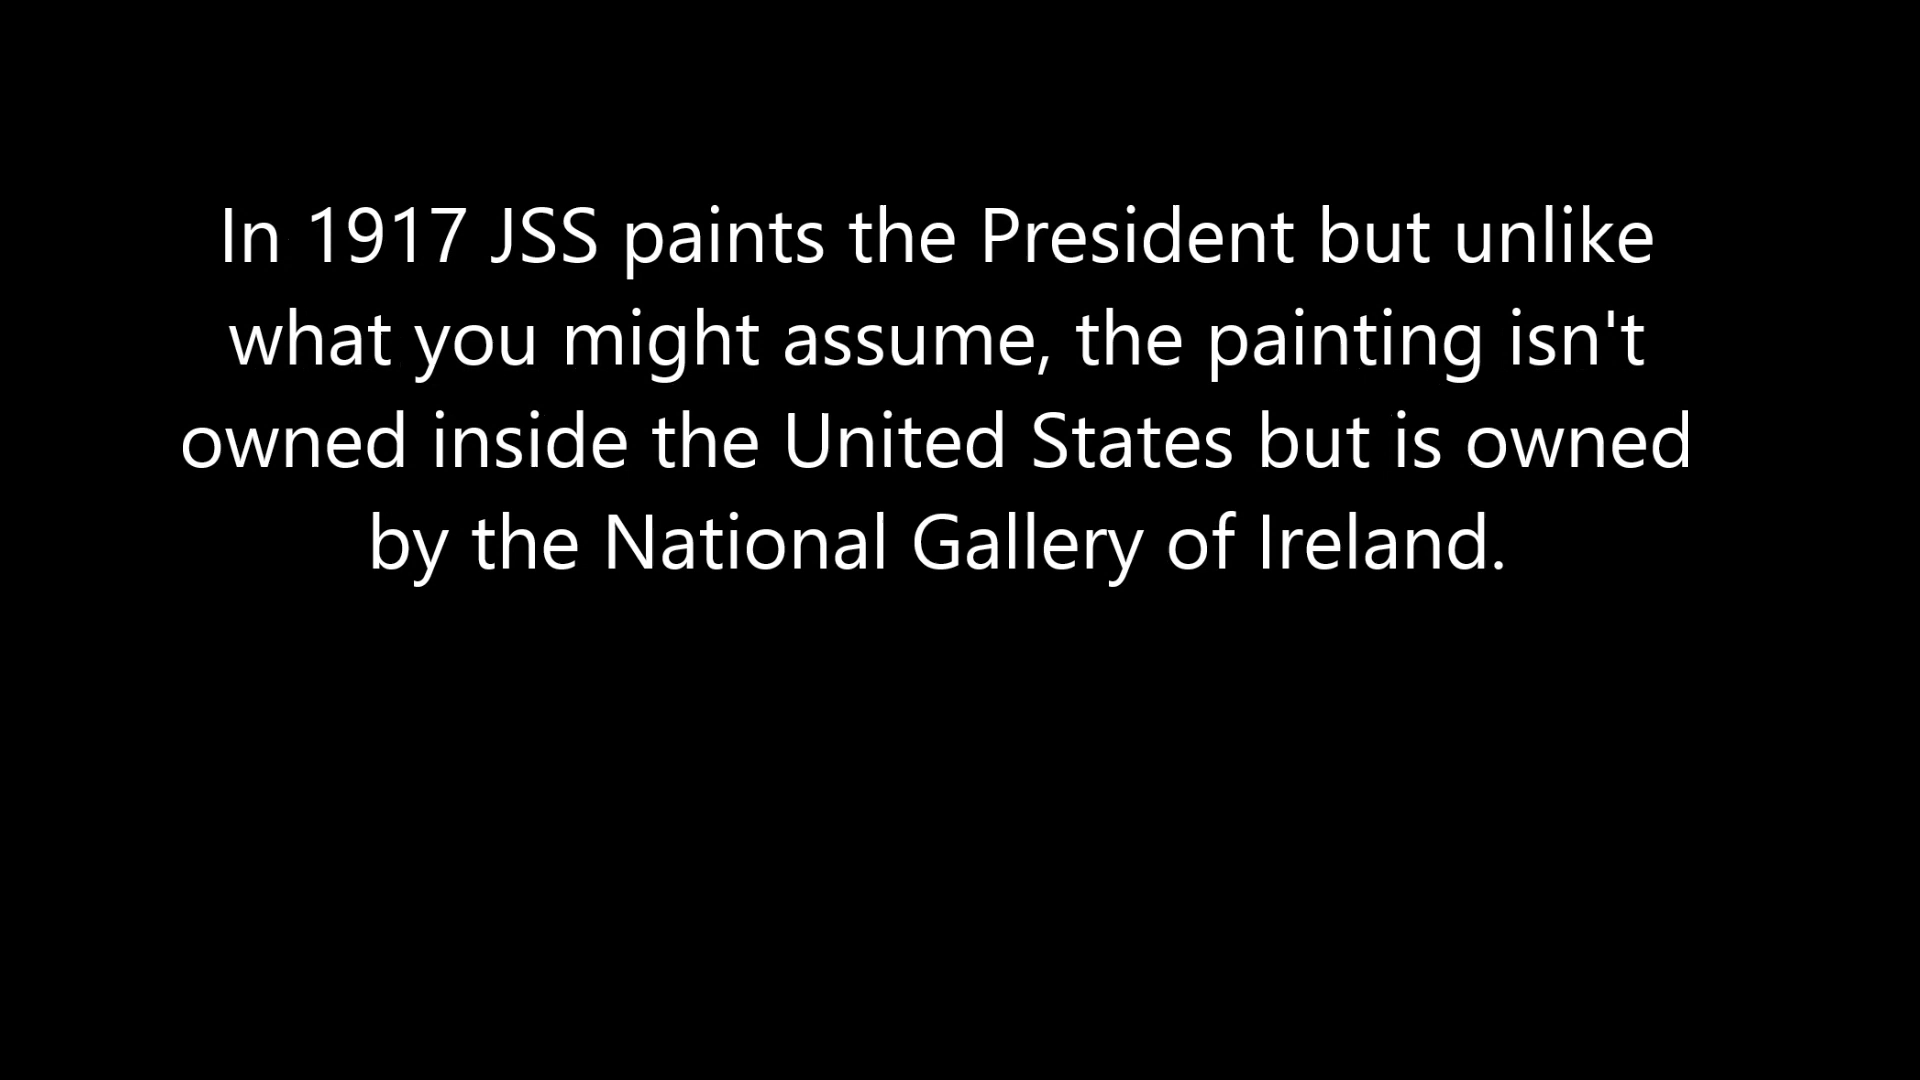 In 1917 JSS paints the President but unlike
what you might assume, the painting isn't
owned inside the United States but is owned
by the National Gallery of Ireland.